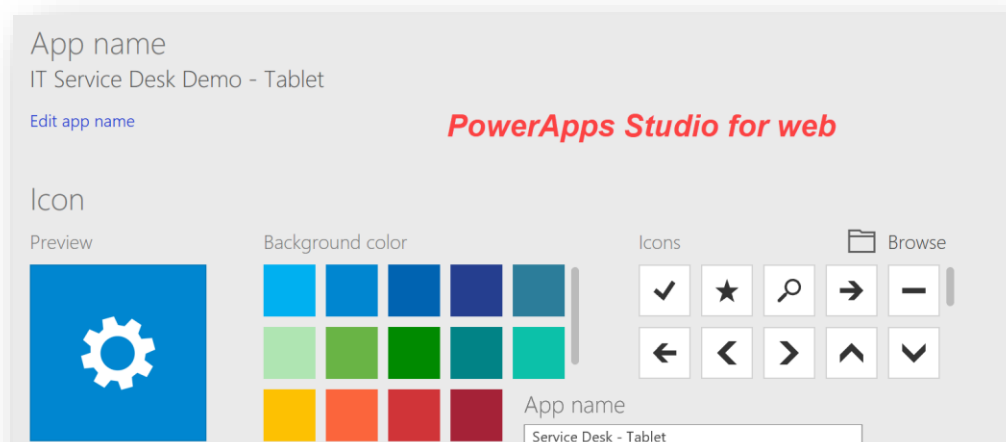 App name
IT Service Desk Demo - Tablet
Edit app name
PowerApps Studio for web
Icon
Preview
Background color
Icons
Browse
App name
Service Desk - Tablet